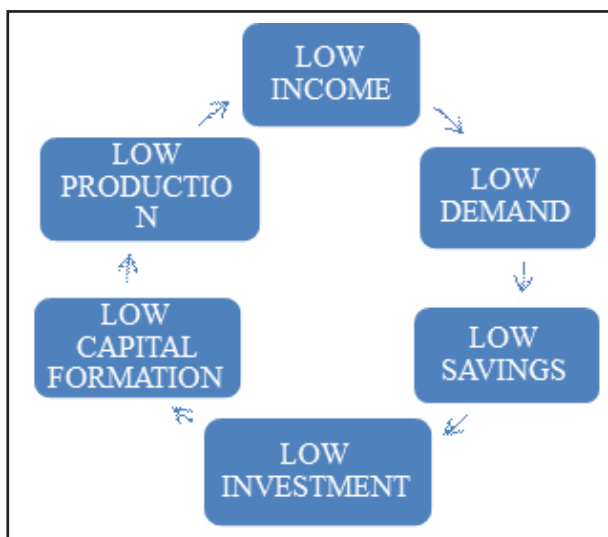 LOW
INCOME
LOW
DEMAND
LOW
SAVINGS
LOW
INVESTMENT
LOW
CAPITAL
FORMATION
LOW
PRODUCTIO
N